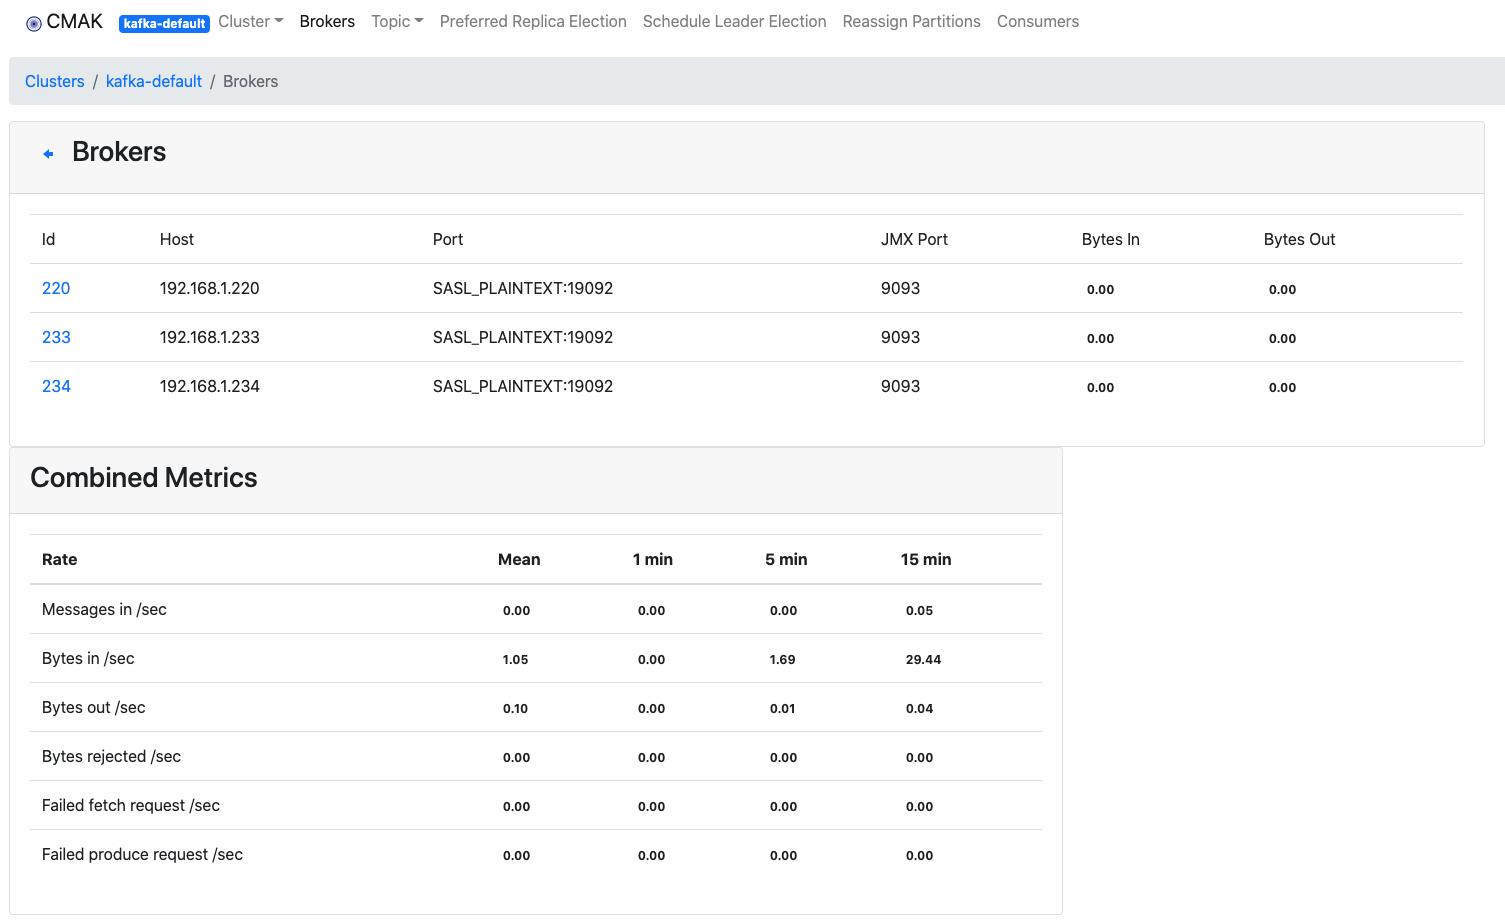 CMAK kafka-default Cluster Brokers Topic Preferred Replica Election Schedule Leader Election Reassign Partitions Consumers
Clusters / kafka-default / Brokers
Brokers
Id Host Port JMX Port Bytes In Bytes Out
220 192.168.1.220 SASL_PLAINTEXT:19092 9093 0.00 0.00
233 192.168.1.233 SASL_PLAINTEXT:19092 9093 0.00 0.00
234 192.168.1.234 SASL_PLAINTEXT:19092 9093 0.00 0.00
Combined Metrics
Rate Mean 1 min 5 min 15 min
Messages in /sec 0.00 0.00 0.00 0.05
Bytes in /sec 1.05 0.00 1.69 29.44
Bytes out /sec 0.10 0.00 0.01 0.04
Bytes rejected /sec 0.00 0.00 0.00 0.00
Failed fetch request /sec 0.00 0.00 0.00 0.00
Failed produce request /sec 0.00 0.00 0.00 0.00